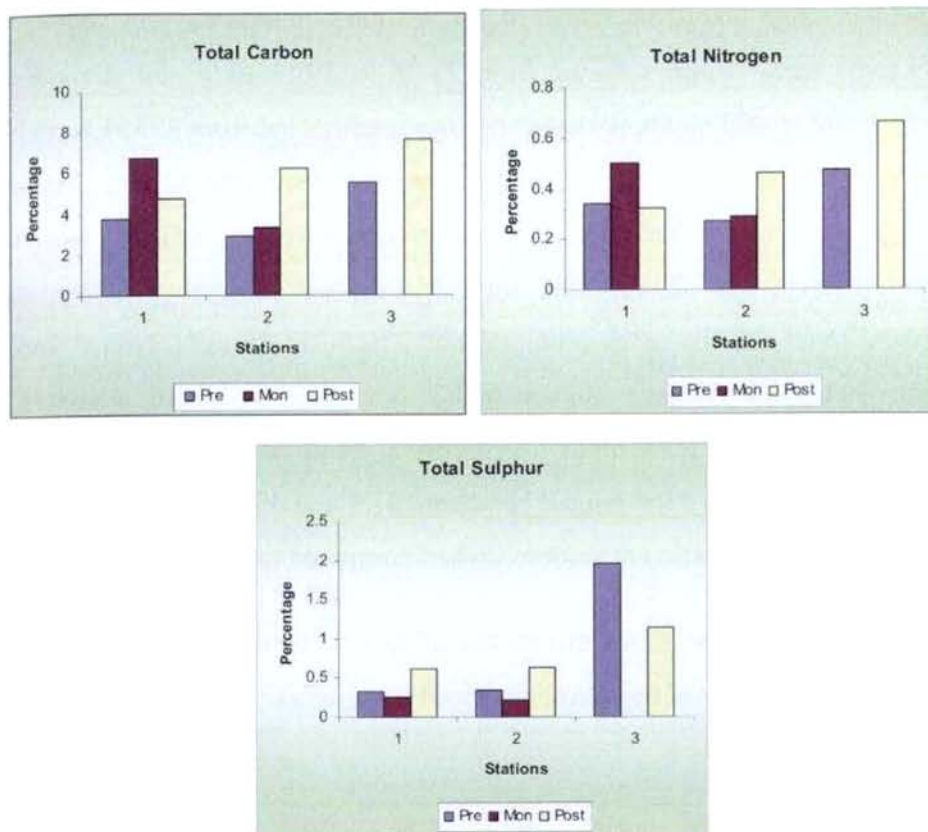 Total Carbon
10
8
6
4
2
0
Percentage
1 2 3
Stations
Pre Mon Post
Total Nitrogen
0.8
0.6
0.4
0.2
0
Percentage
1 2 3
Stations
Pre Mon Post
Total Sulphur
2.5
2
1.5
1
0.5
0
Percentage
1 2 3
Stations
Pre Mon Post